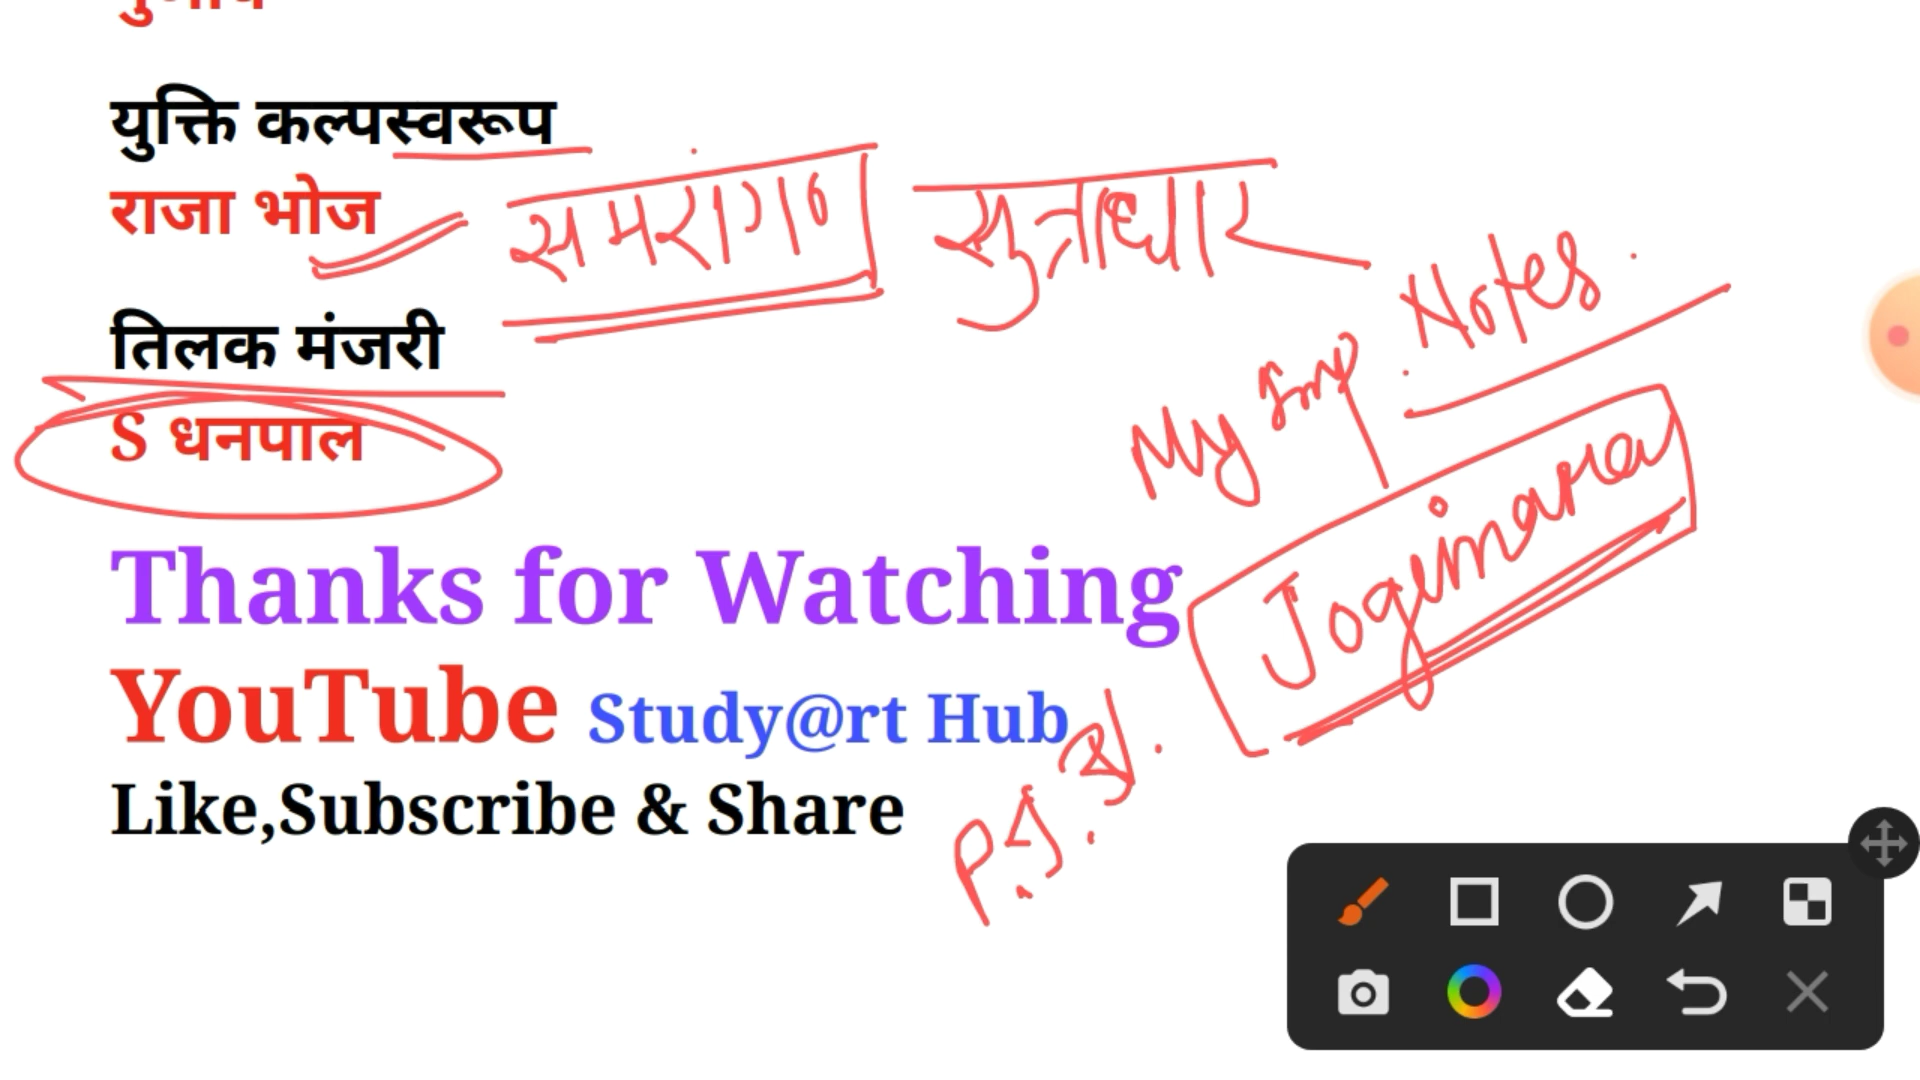 युक्ति कल्पस्वरूप
राजा भोज
समरांगण सुत्राधार
तिलक मंजरी
S धनपाल
My Imp. Notes.
Jogimara
Thanks for Watching
YouTube Study@rt Hub
Like,Subscribe & Share